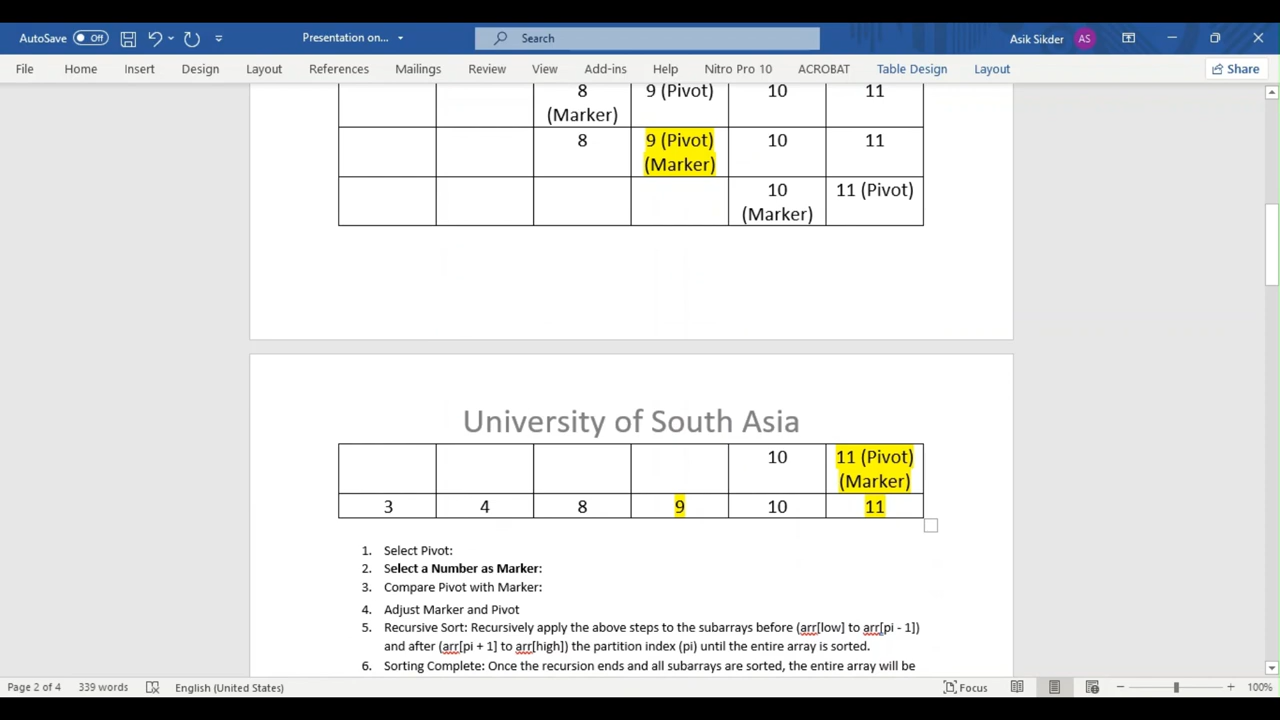 AutoSave Off Presentation on... Search Asik Sikder AS
File Home Insert Design Layout References Mailings Review View Add-ins Help Nitro Pro 10 ACROBAT Table Design Layout Share
8 9 (Pivot) 10 11
(Marker)
8 9 (Pivot) 10 11
(Marker)
10 11 (Pivot)
(Marker)
University of South Asia
10 11 (Pivot)
(Marker)
3 4 8 9 10 11
1. Select Pivot:
2. Select a Number as Marker:
3. Compare Pivot with Marker:
4. Adjust Marker and Pivot
5. Recursive Sort: Recursively apply the above steps to the subarrays before (arr[low] to arr[pi - 1])
and after (arr[pi + 1] to arr[high]) the partition index (pi) until the entire array is sorted.
6. Sorting Complete: Once the recursion ends and all subarrays are sorted, the entire array will be
Page 2 of 4 339 words English (United States) Focus 100%